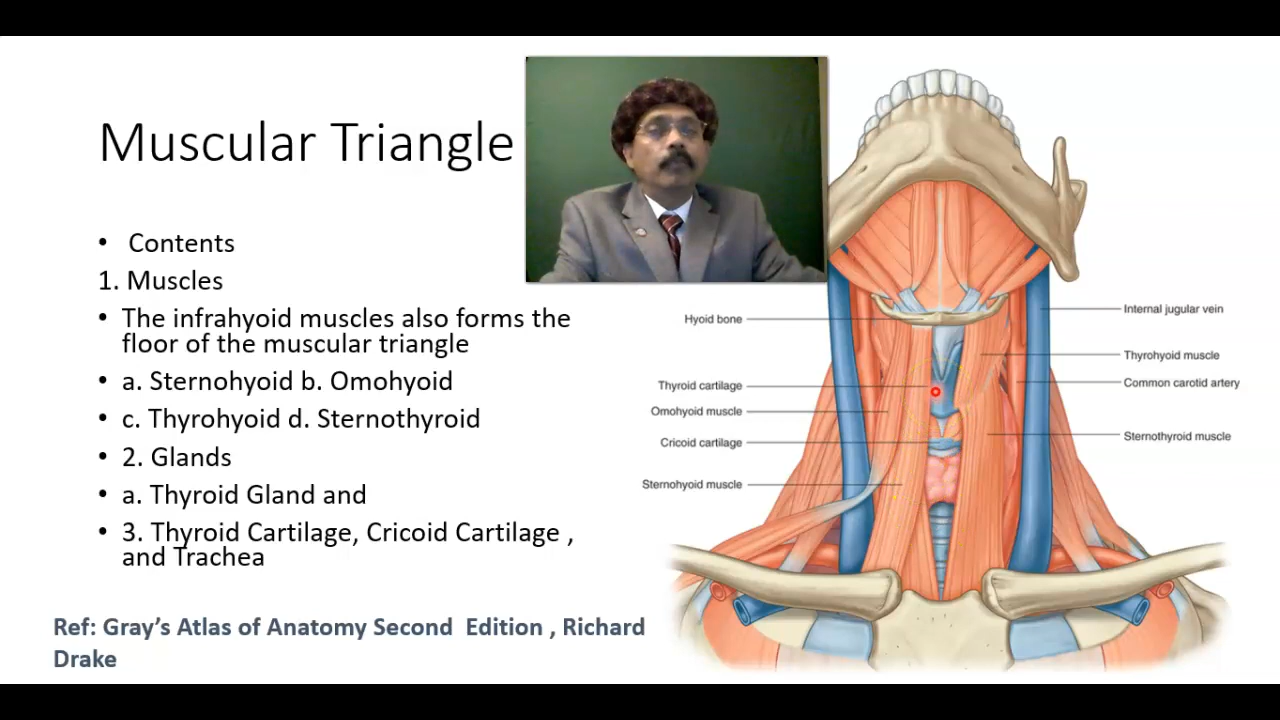 Muscular Triangle
• Contents
1. Muscles
• The infrahyoid muscles also forms the
floor of the muscular triangle
• a. Sternohyoid b. Omohyoid
• c. Thyrohyoid d. Sternothyroid
• 2. Glands
• a. Thyroid Gland and
• 3. Thyroid Cartilage, Cricoid Cartilage ,
and Trachea
Ref: Gray’s Atlas of Anatomy Second Edition , Richard
Drake
Hyoid bone
Thyroid cartilage
Omohyoid muscle
Cricoid cartilage
Sternohyoid muscle
Internal jugular vein
Thyrohyoid muscle
Common carotid artery
Sternothyroid muscle